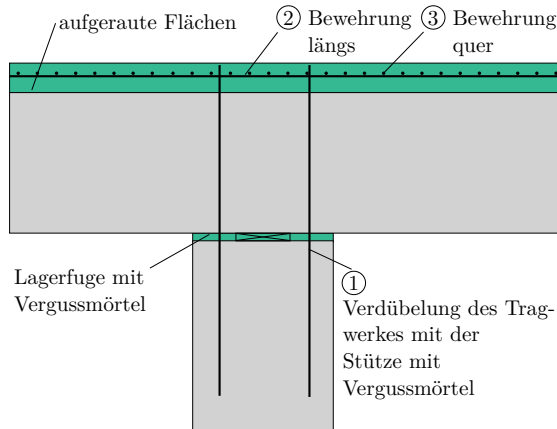 aufgeraute Flächen
② Bewehrung
längs
③ Bewehrung
quer
Lagerfuge mit
Vergussmörtel
①
Verdübelung des Trag-
werkes mit der
Stütze mit
Vergussmörtel